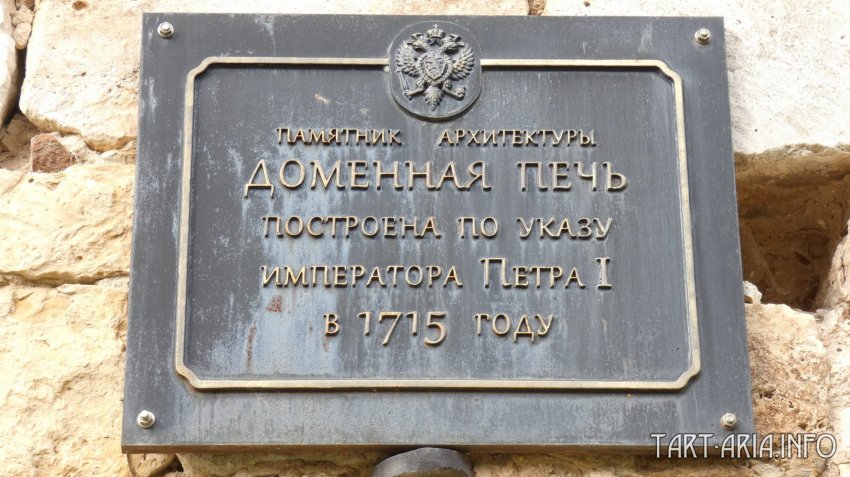 ПАМЯТНИК АРХИТЕКТУРЫ
ДОМЕННАЯ ПЕЧЬ
ПОСТРОЕНА ПО УКАЗУ
ИМПЕРАТОРА ПЕТРА I
В 1715 ГОДУ
TART-ARIA.INFO